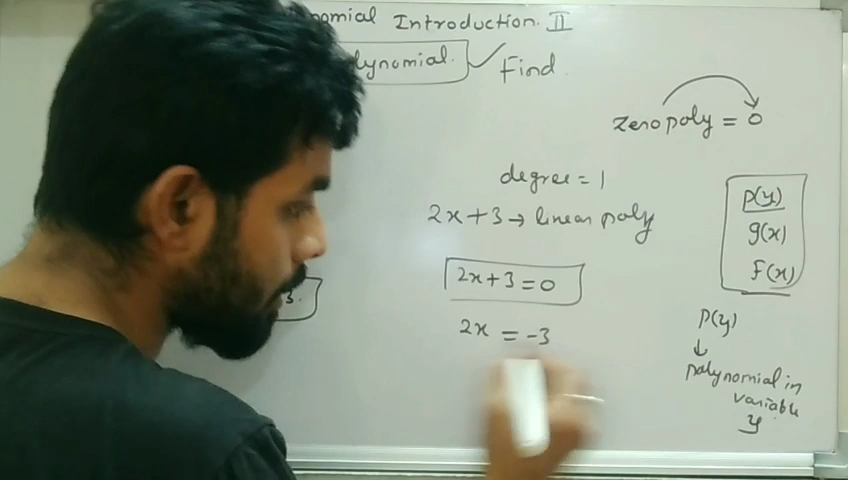 nomial Introduction. II
lynomial. Find
zero poly = 0
degree = 1
2x+3 → linear poly
2x+3=0
2x = -3
3.
p(y)
g(x)
f(x)
p(y)
↓
polynomial in
variable
y